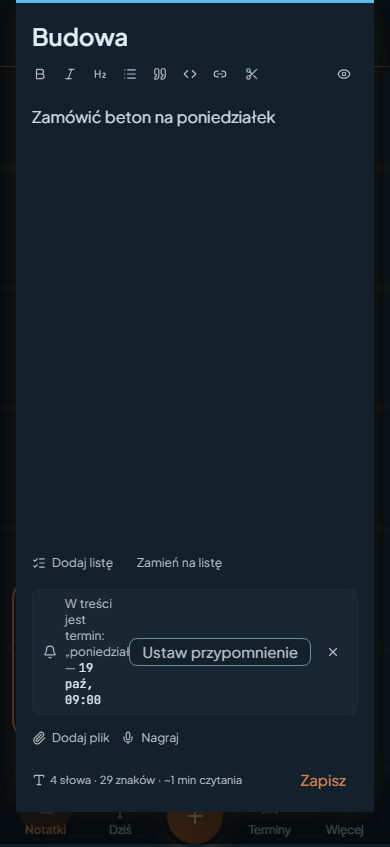 Budowa
B I H2
Zamówić beton na poniedziałek
Dodaj listę Zamień na listę
W treści
jest
termin:
„poniedział
— 19
paź,
09:00
Ustaw przypomnienie
Dodaj plik Nagraj
4 słowa · 29 znaków · ~1 min czytania
Zapisz
Notatki Dziś Terminy Więcej